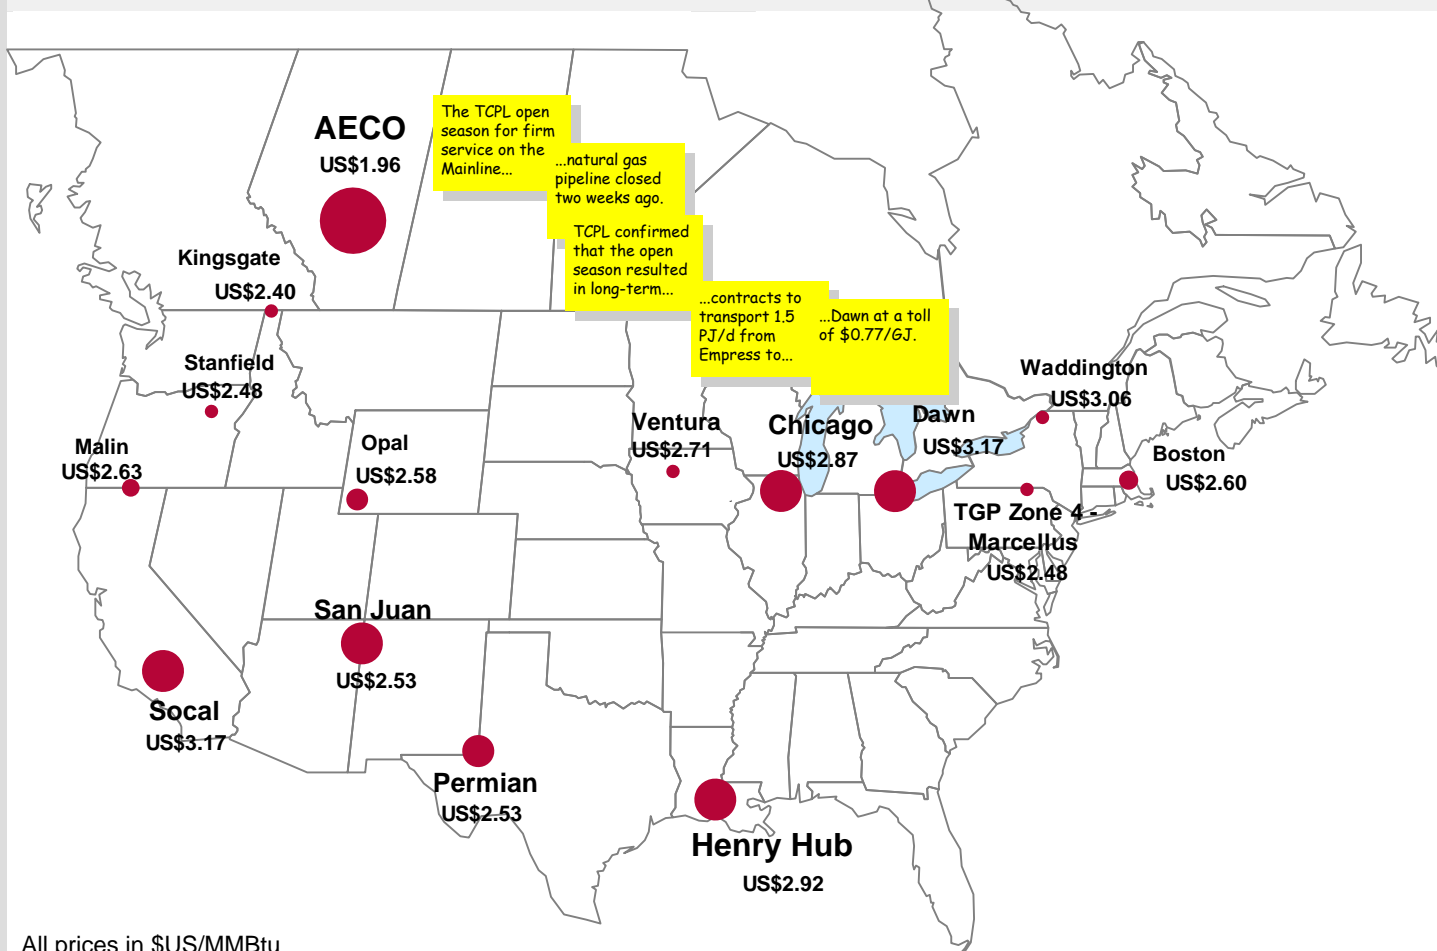 The TCPL open
season for firm
service on the
Mainline...
...natural gas
pipeline closed
two weeks ago.
TCPL confirmed
that the open
season resulted
in long-term...
...contracts to
transport 1.5
PJ/d from
Empress to...
...Dawn at a toll
of $0.77/GJ.
AECO
US$1.96
Kingsgate
US$2.40
Stanfield
US$2.48
Malin
US$2.63
Opal
US$2.58
Ventura
US$2.71
Chicago
US$2.87
Dawn
US$3.17
Waddington
US$3.06
Boston
US$2.60
TGP Zone 4 -
Marcellus
US$2.48
San Juan
US$2.53
Socal
US$3.17
Permian
US$2.53
Henry Hub
US$2.92
All prices in $US/MMBtu